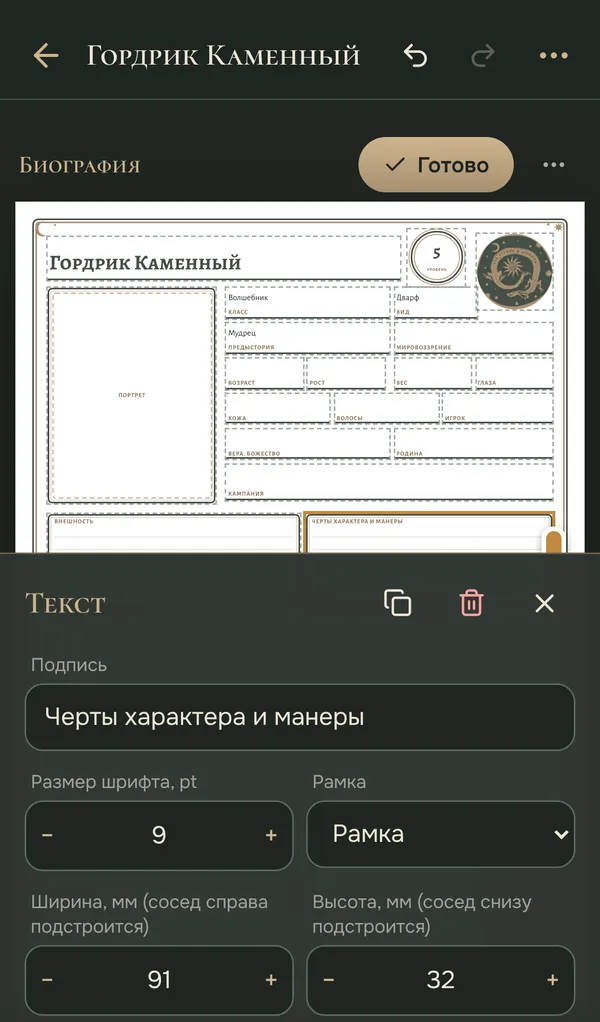 Гордрик Каменный
Биография
Готово
Гордрик Каменный
5
УРОВЕНЬ
Волшебник
КЛАСС
Дварф
ВИД
Мудрец
ПРЕДЫСТОРИЯ
МИРОВОЗЗРЕНИЕ
ВОЗРАСТ
РОСТ
ВЕС
ГЛАЗА
КОЖА
ВОЛОСЫ
ИГРОК
ВЕРА, БОЖЕСТВО
РОДИНА
КАМПАНИЯ
ПОРТРЕТ
ВНЕШНОСТЬ
ЧЕРТЫ ХАРАКТЕРА И МАНЕРЫ
Текст
Подпись
Черты характера и манеры
Размер шрифта, pt
Рамка
− 9 +
Рамка
Ширина, мм (сосед справа
подстроится)
Высота, мм (сосед снизу
подстроится)
− 91 +
− 32 +